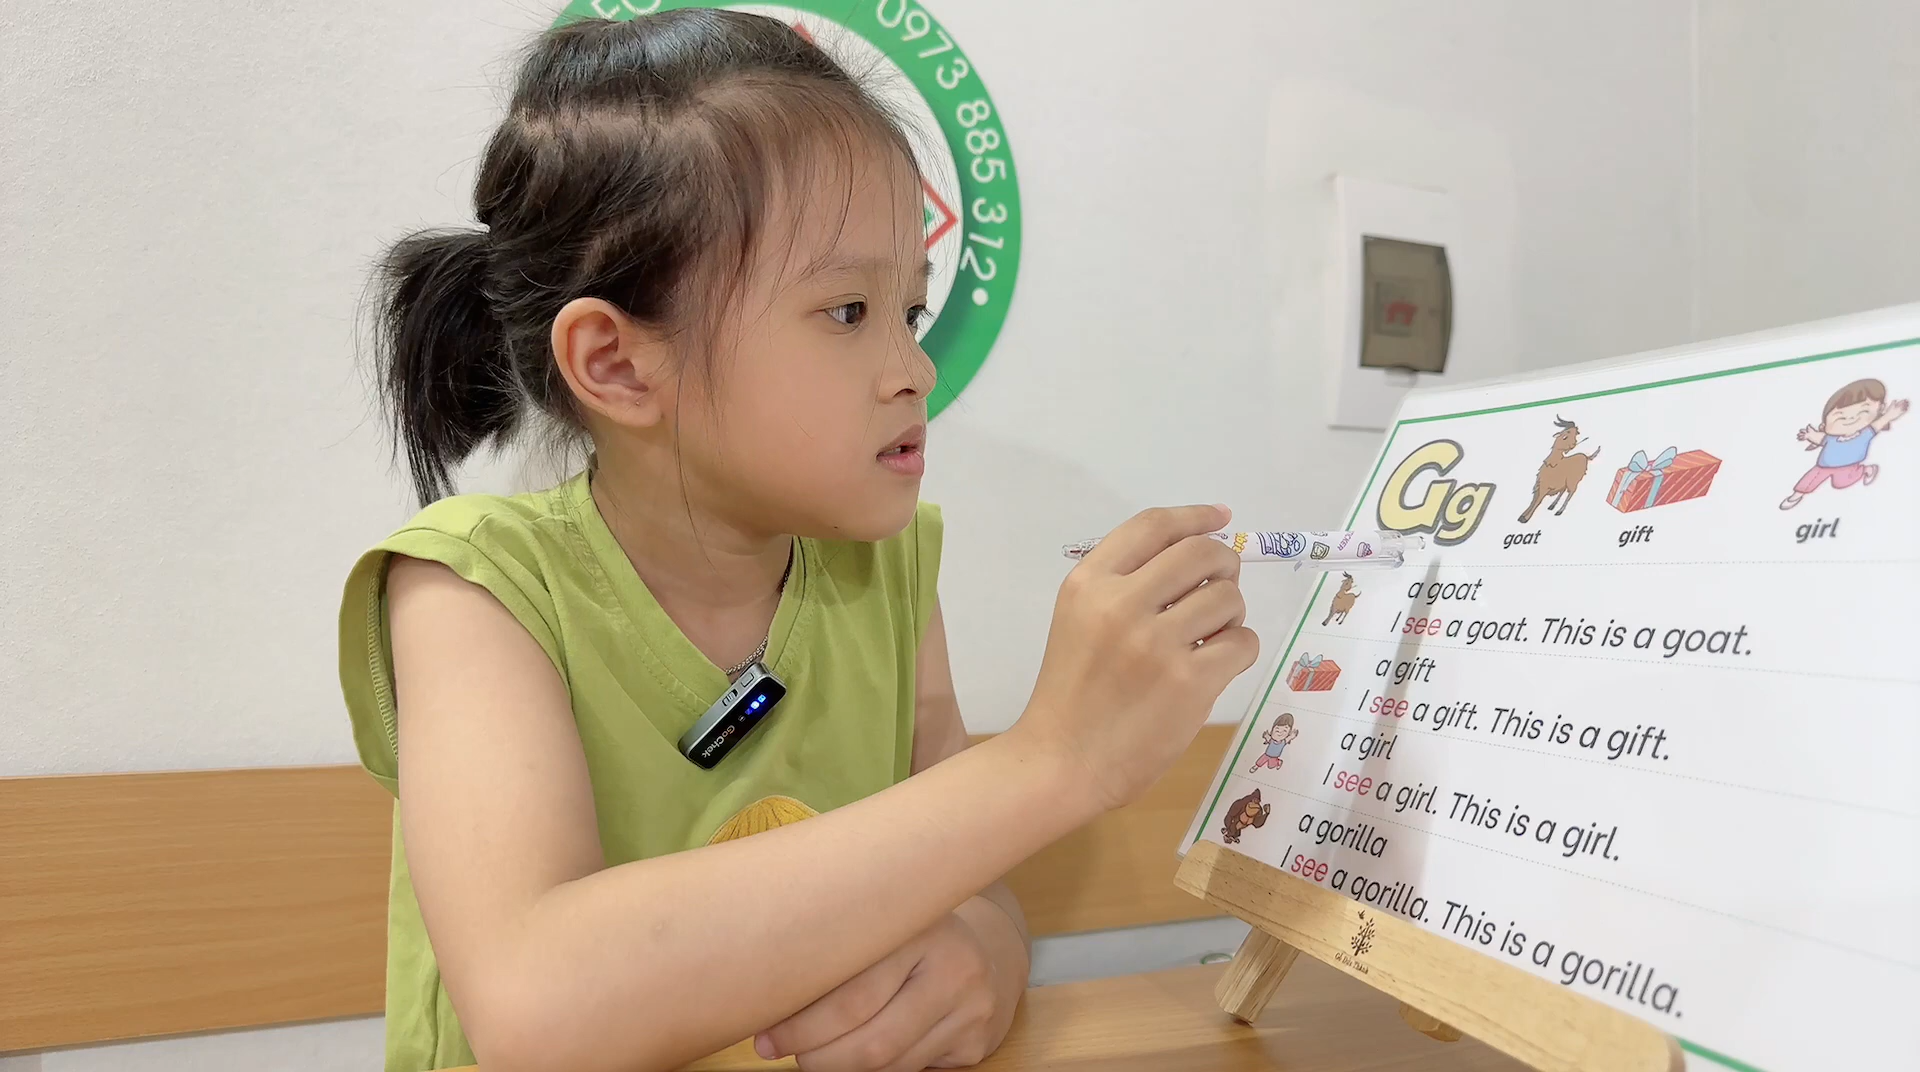 0973 885 312
GoChek
Gg
goat
gift
girl
a goat
I see a goat. This is a goat.
a gift
I see a gift. This is a gift.
a girl
I see a girl. This is a girl.
a gorilla
I see a gorilla. This is a gorilla.